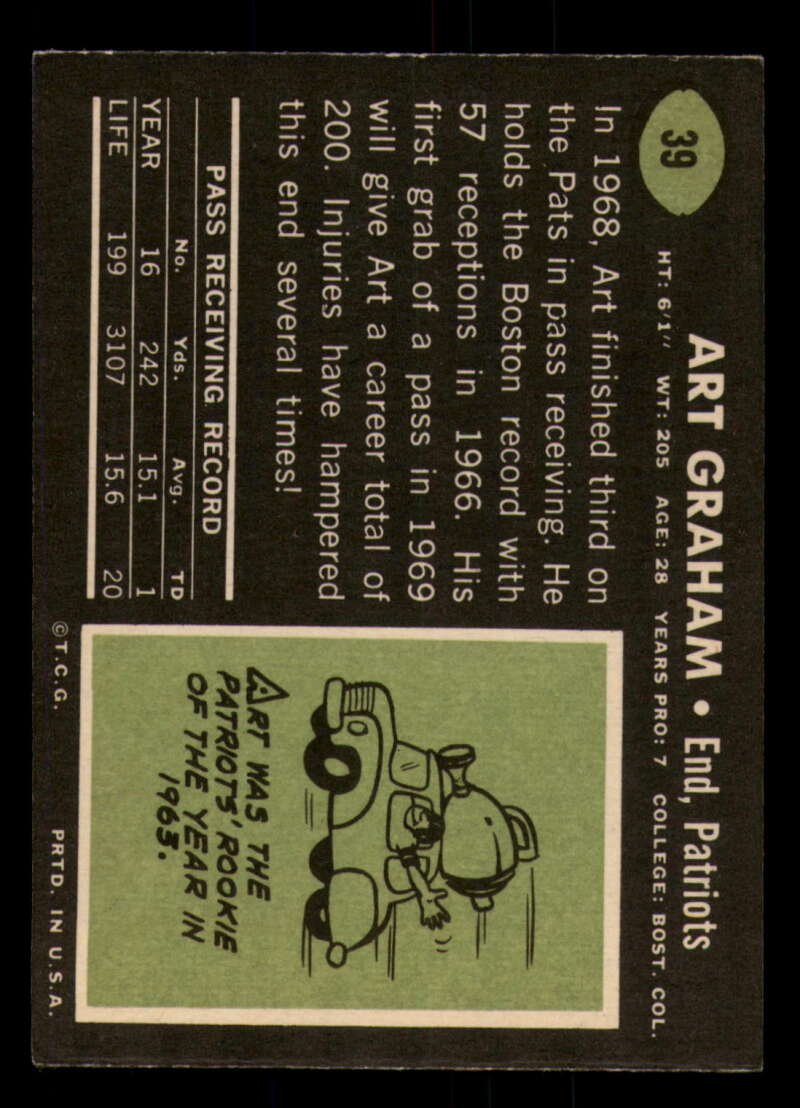 39
ART GRAHAM • End, Patriots
HT: 6'1" WT: 205 AGE: 28 YEARS PRO: 7 COLLEGE: BOST. COL.
In 1968, Art finished third on
the Pats in pass receiving. He
holds the Boston record with
57 receptions in 1966. His
first grab of a pass in 1969
will give Art a career total of
200. Injuries have hampered
this end several times!
PASS RECEIVING RECORD
No. Yds. Avg. TD
YEAR 16 242 15.1 1
LIFE 199 3107 15.6 20
ART WAS THE
PATRIOTS' ROOKIE
OF THE YEAR IN
1963.
©T.C.G. PRTD. IN U.S.A.